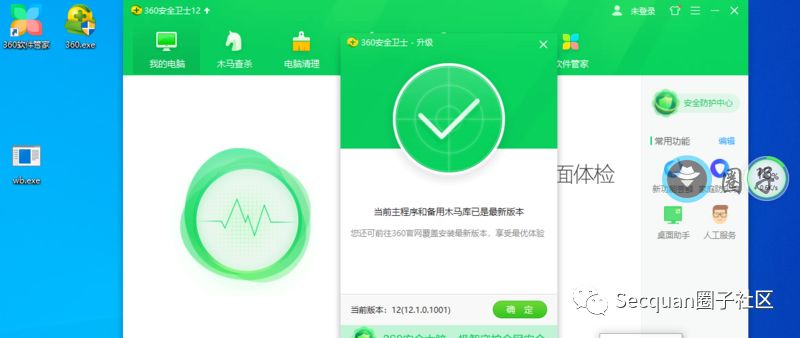 360软件管家
360.exe
wb.exe
360安全卫士12
未登录
我的电脑
木马查杀
电脑清理
软件管家
360安全卫士 - 升级
当前主程序和备用木马库已是最新版本
您还可前往360官网覆盖安装最新版本，享受最优体验
当前版本：12(12.1.0.1001)
确 定
面体检
安全防护中心
常用功能
编辑
圈子
桌面助手
人工服务
Secquan圈子社区